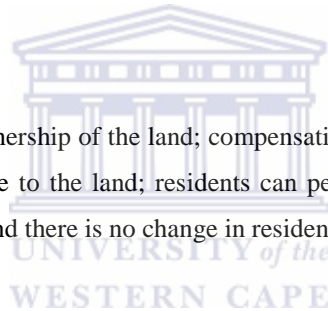 nership of the land; compensati
e to the land; residents can pe
nd there is no change in residen
UNIVERSITY of the
WESTERN CAPE